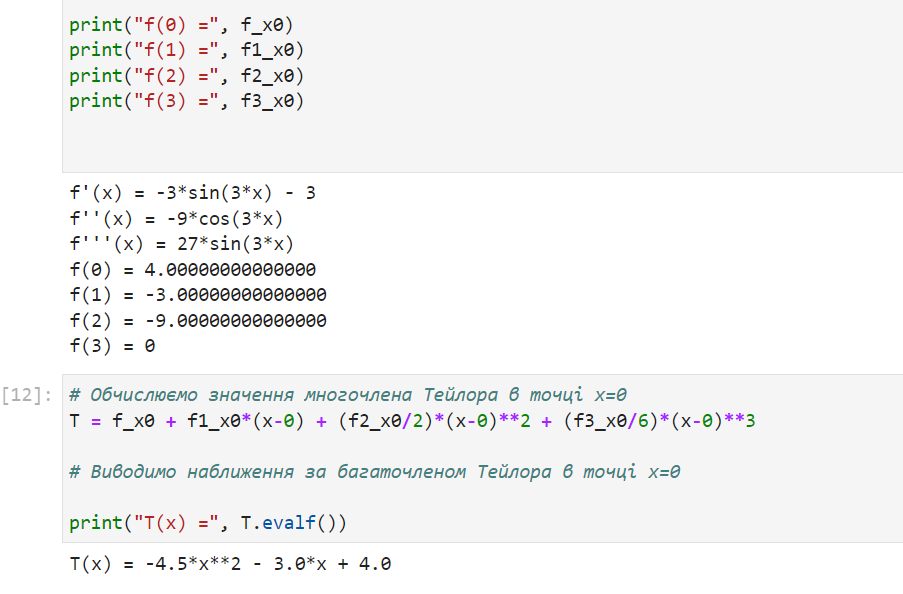 print("f(0) =", f_x0)
print("f(1) =", f1_x0)
print("f(2) =", f2_x0)
print("f(3) =", f3_x0)
f'(x) = -3*sin(3*x) - 3
f''(x) = -9*cos(3*x)
f'''(x) = 27*sin(3*x)
f(0) = 4.00000000000000
f(1) = -3.00000000000000
f(2) = -9.00000000000000
f(3) = 0
[12]: # Обчислюємо значення многочлена Тейлора в точці x=0
T = f_x0 + f1_x0*(x-0) + (f2_x0/2)*(x-0)**2 + (f3_x0/6)*(x-0)**3
# Виводимо наближення за багаточленом Тейлора в точці x=0
print("T(x) =", T.evalf())
T(x) = -4.5*x**2 - 3.0*x + 4.0